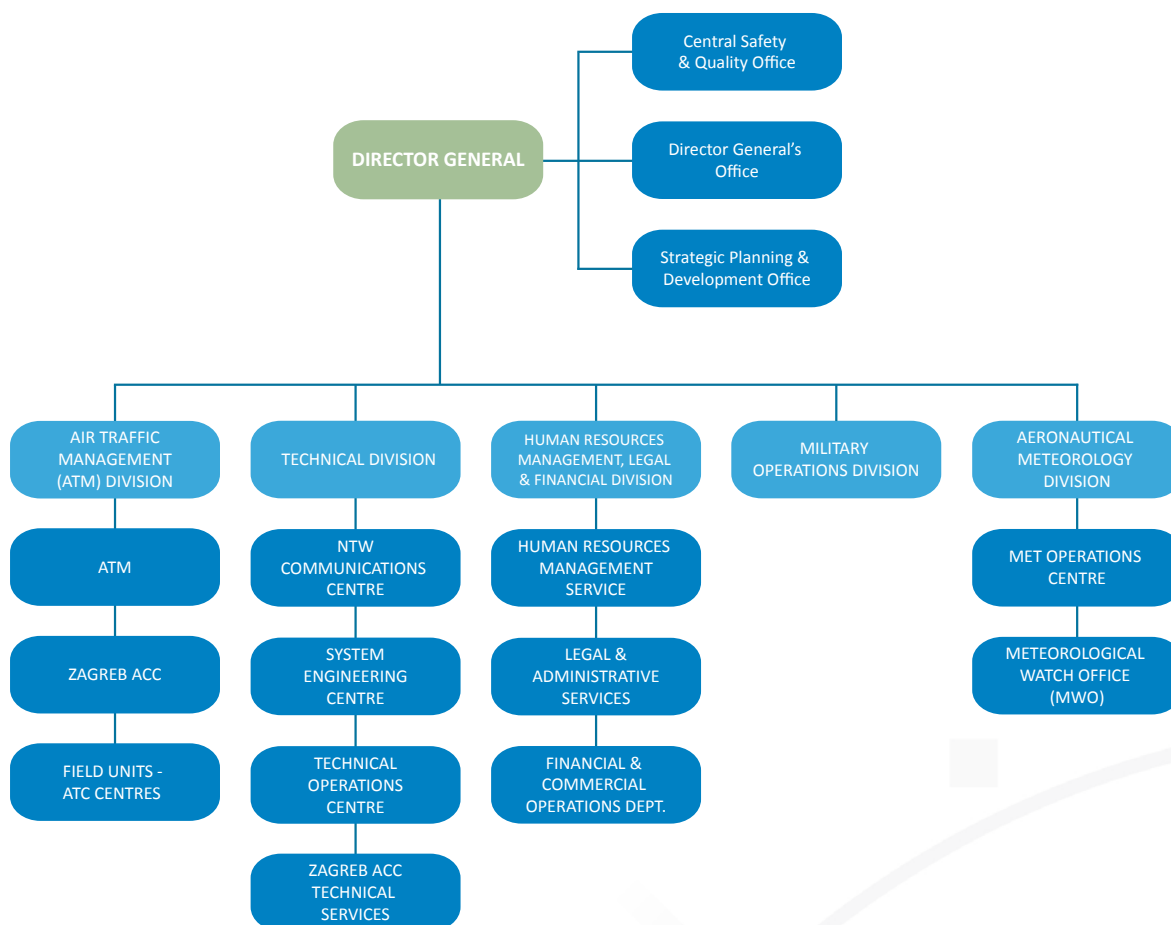 Central Safety
& Quality Office
DIRECTOR GENERAL
Director General's
Office
Strategic Planning &
Development Office
AIR TRAFFIC
MANAGEMENT
(ATM) DIVISION
ATM
ZAGREB ACC
FIELD UNITS -
ATC CENTRES
TECHNICAL DIVISION
NTW
COMMUNICATIONS
CENTRE
SYSTEM
ENGINEERING
CENTRE
TECHNICAL
OPERATIONS
CENTRE
ZAGREB ACC
TECHNICAL
SERVICES
HUMAN RESOURCES
MANAGEMENT, LEGAL
& FINANCIAL DIVISION
HUMAN RESOURCES
MANAGEMENT
SERVICE
LEGAL &
ADMINISTRATIVE
SERVICES
FINANCIAL &
COMMERCIAL
OPERATIONS DEPT.
MILITARY
OPERATIONS DIVISION
AERONAUTICAL
METEOROLOGY
DIVISION
MET OPERATIONS
CENTRE
METEOROLOGICAL
WATCH OFFICE
(MWO)